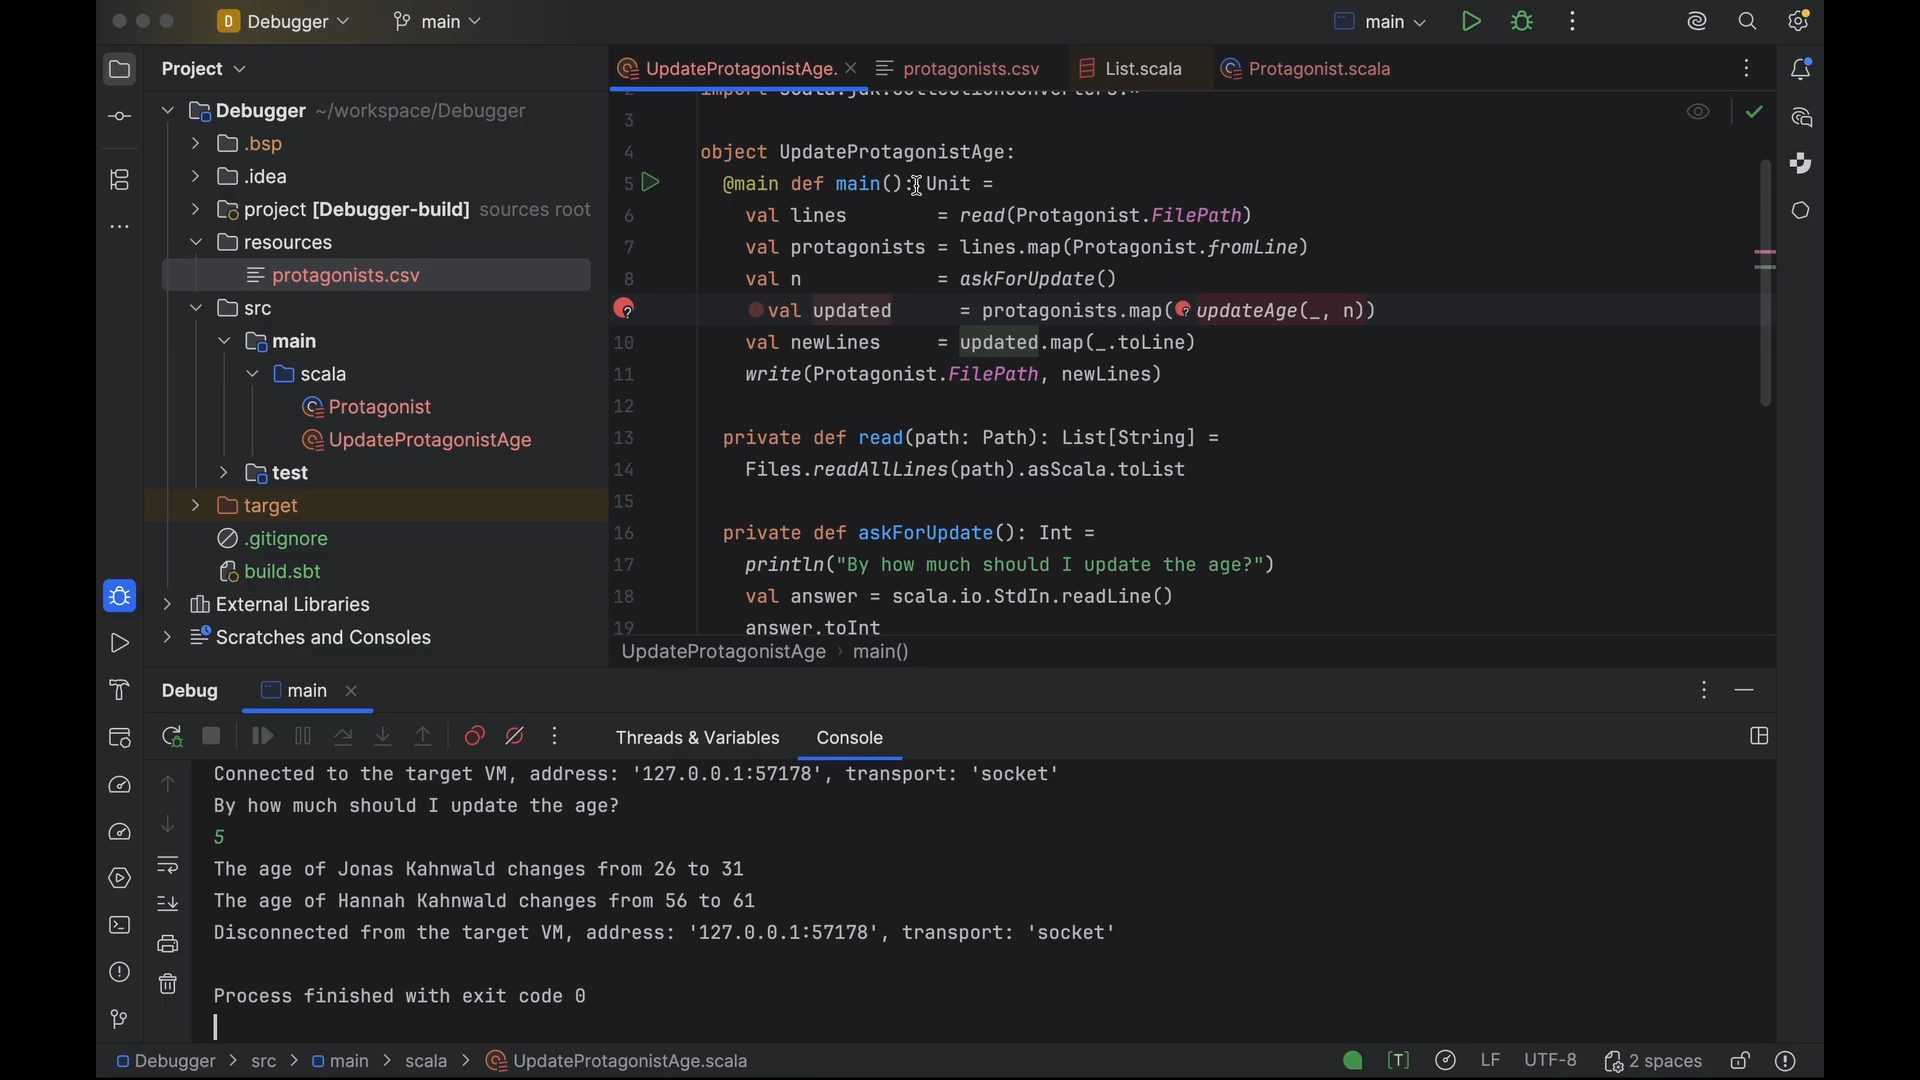 D Debugger
main
main
Project
UpdateProtagonistAge.
protagonists.csv
List.scala
Protagonist.scala
Debugger ~/workspace/Debugger
.bsp
.idea
project [Debugger-build] sources root
resources
protagonists.csv
src
main
scala
Protagonist
UpdateProtagonistAge
test
target
.gitignore
build.sbt
External Libraries
Scratches and Consoles
3
4 object UpdateProtagonistAge:
5 @main def main(): Unit =
6 val lines = read(Protagonist.FilePath)
7 val protagonists = lines.map(Protagonist.fromLine)
8 val n = askForUpdate()
val updated = protagonists.map(updateAge(_, n))
10 val newLines = updated.map(_.toLine)
11 write(Protagonist.FilePath, newLines)
12
13 private def read(path: Path): List[String] =
14 Files.readAllLines(path).asScala.toList
15
16 private def askForUpdate(): Int =
17 println("By how much should I update the age?")
18 val answer = scala.io.StdIn.readLine()
19 answer.toInt
UpdateProtagonistAge › main()
Debug
main
Threads & Variables
Console
Connected to the target VM, address: '127.0.0.1:57178', transport: 'socket'
By how much should I update the age?
5
The age of Jonas Kahnwald changes from 26 to 31
The age of Hannah Kahnwald changes from 56 to 61
Disconnected from the target VM, address: '127.0.0.1:57178', transport: 'socket'
Process finished with exit code 0
Debugger > src > main > scala > UpdateProtagonistAge.scala
[T] LF UTF-8 2 spaces